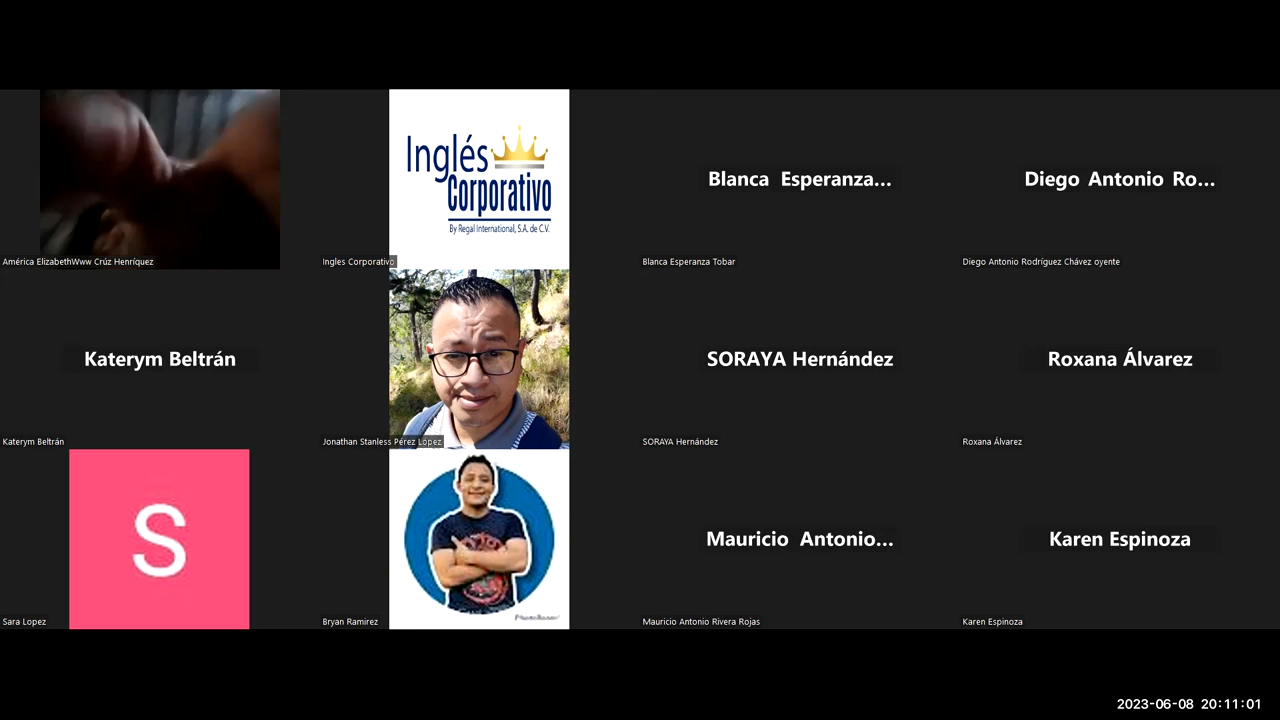 Inglés
Corporativo
By Regal International, S.A. de C.V.
Blanca Esperanza...
Diego Antonio Ro...
América ElizabethWww Crúz Henríquez
Ingles Corporativo
Blanca Esperanza Tobar
Diego Antonio Rodríguez Chávez oyente
Katerym Beltrán
SORAYA Hernández
Roxana Álvarez
Katerym Beltrán
Jonathan Stanless Pérez López
SORAYA Hernández
Roxana Álvarez
S
Mauricio Antonio...
Karen Espinoza
Sara Lopez
Bryan Ramirez
Mauricio Antonio Rivera Rojas
Karen Espinoza
2023-06-08 20:11:01